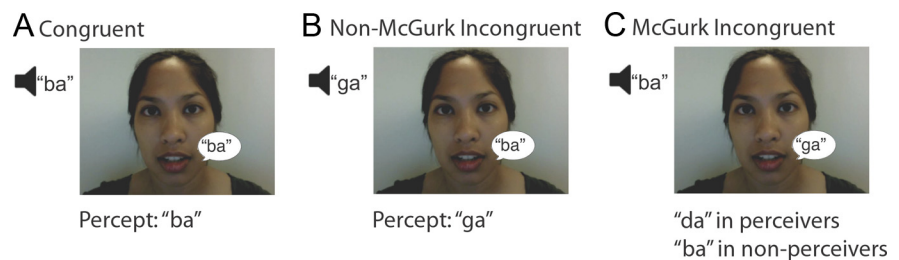 A Congruent
"ba"
"ba"
Percept: "ba"
B Non-McGurk Incongruent
"ga"
"ba"
Percept: "ga"
C McGurk Incongruent
"ba"
"ga"
"da" in perceivers
"ba" in non-perceivers